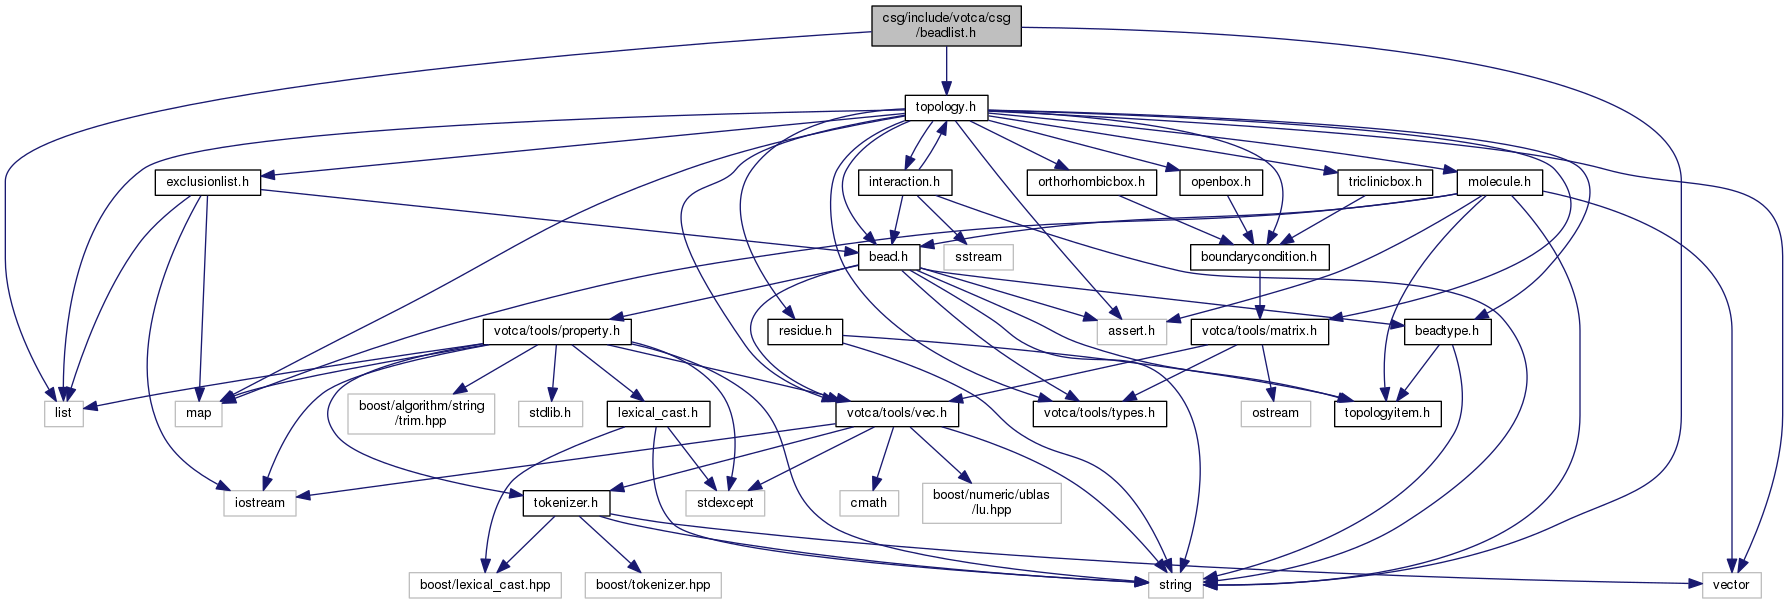 csg/include/votca/csg
/beadlist.h
topology.h
exclusionlist.h
interaction.h
orthorhombicbox.h
openbox.h
triclinicbox.h
molecule.h
bead.h
sstream
boundarycondition.h
votca/tools/property.h
residue.h
assert.h
votca/tools/matrix.h
beadtype.h
list
map
boost/algorithm/string
/trim.hpp
stdlib.h
lexical_cast.h
votca/tools/vec.h
votca/tools/types.h
ostream
topologyitem.h
iostream
tokenizer.h
stdexcept
cmath
boost/numeric/ublas
/lu.hpp
boost/lexical_cast.hpp
boost/tokenizer.hpp
string
vector